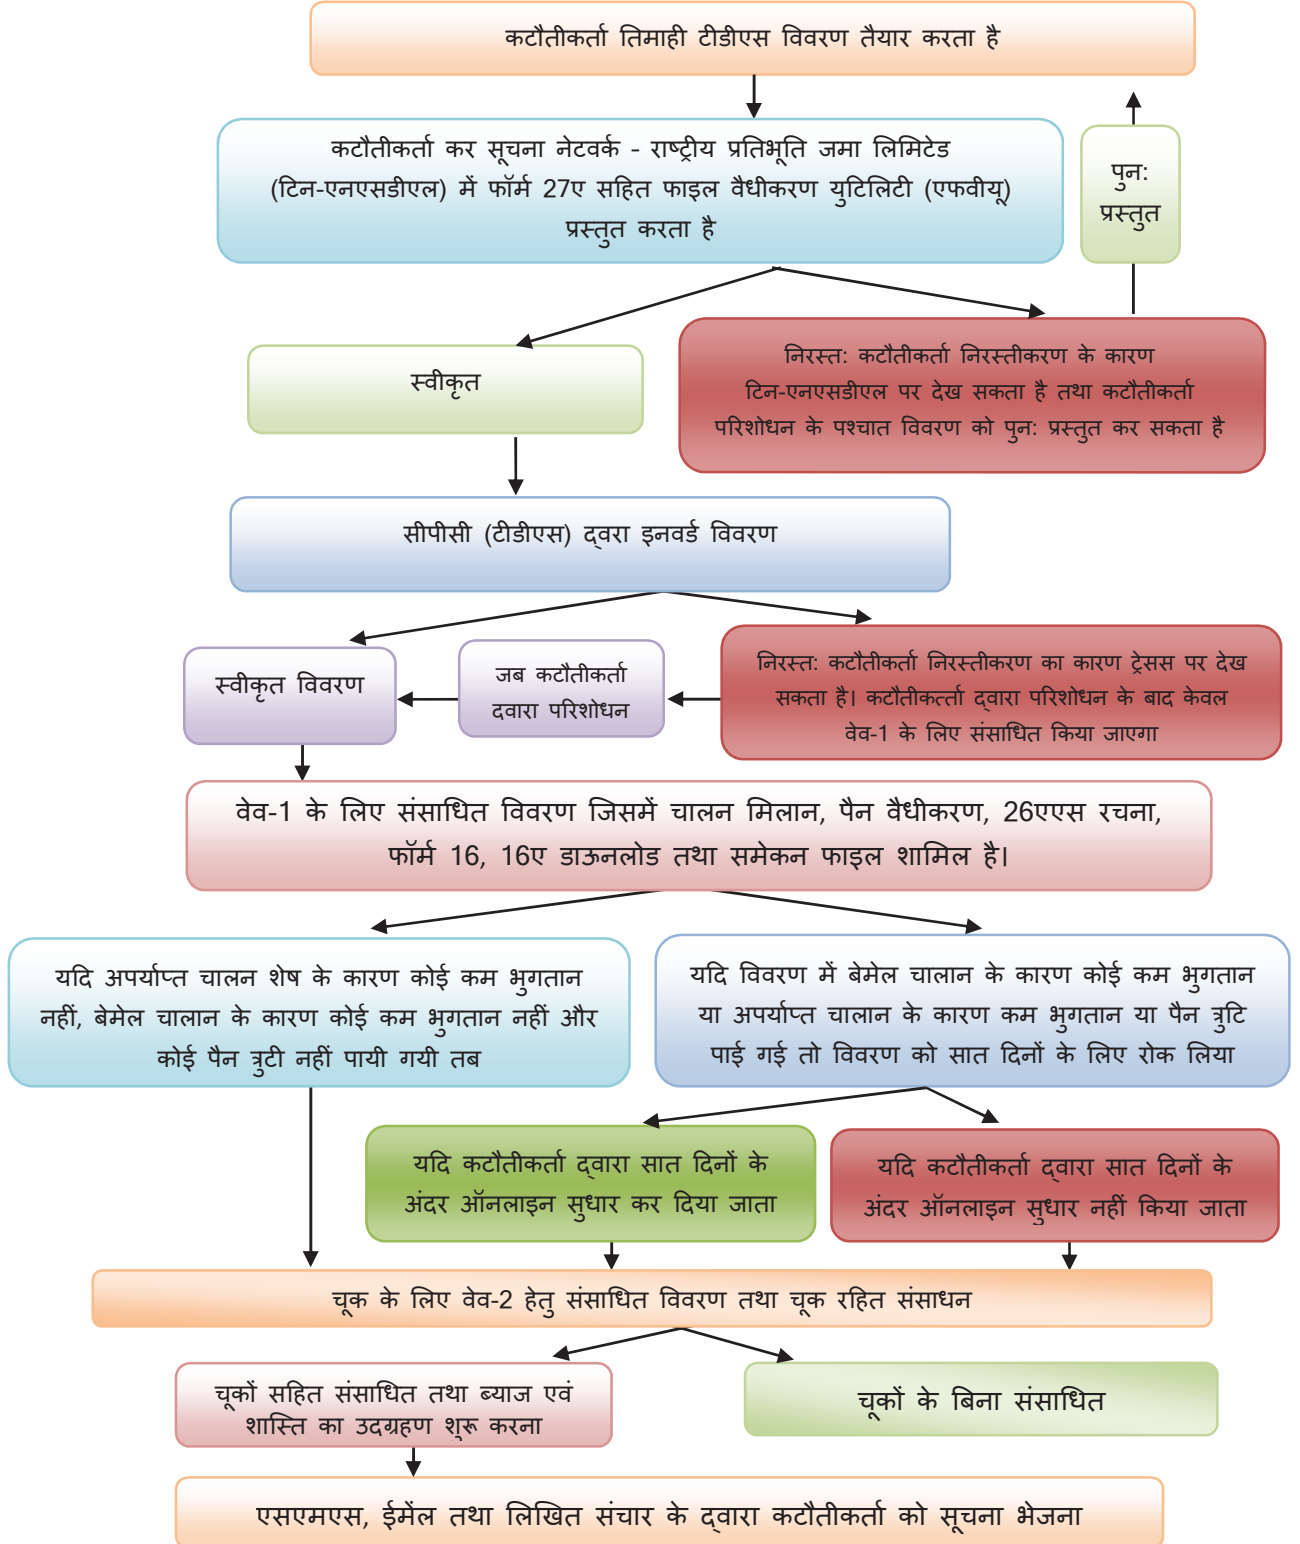 कटौतीकर्ता तिमाही टीडीएस विवरण तैयार करता है
कटौतीकर्ता कर सूचना नेटवर्क - राष्ट्रीय प्रतिभूति जमा लिमिटेड
(टिन-एनएसडीएल) में फॉर्म 27ए सहित फाइल वैधीकरण युटिलिटी (एफवीयू)
प्रस्तुत करता है
पुन:
प्रस्तुत
स्वीकृत
निरस्त: कटौतीकर्ता निरस्तीकरण के कारण
टिन-एनएसडीएल पर देख सकता है तथा कटौतीकर्ता
परिशोधन के पश्चात विवरण को पुन: प्रस्तुत कर सकता है
सीपीसी (टीडीएस) द्वरा इनवर्ड विवरण
स्वीकृत विवरण
जब कटौतीकर्ता
दवारा परिशोधन
निरस्त: कटौतीकर्ता निरस्तीकरण का कारण ट्रेसस पर देख
सकता है। कटौतीकर्त्ता द्वारा परिशोधन के बाद केवल
वेव-1 के लिए संसाधित किया जाएगा
वेव-1 के लिए संसाधित विवरण जिसमें चालन मिलान, पैन वैधीकरण, 26एएस रचना,
फॉर्म 16, 16ए डाऊनलोड तथा समेकन फाइल शामिल है।
यदि अपर्याप्त चालन शेष के कारण कोई कम भुगतान
नहीं, बेमेल चालान के कारण कोई कम भुगतान नहीं और
कोई पैन त्रुटी नहीं पायी गयी तब
यदि विवरण में बेमेल चालान के कारण कोई कम भुगतान
या अपर्याप्त चालान के कारण कम भुगतान या पैन त्रुटि
पाई गई तो विवरण को सात दिनों के लिए रोक लिया
यदि कटौतीकर्ता द्वारा सात दिनों के
अंदर ऑनलाइन सुधार कर दिया जाता
यदि कटौतीकर्ता द्वारा सात दिनों के
अंदर ऑनलाइन सुधार नहीं किया जाता
चूक के लिए वेव-2 हेतु संसाधित विवरण तथा चूक रहित संसाधन
चूकों सहित संसाधित तथा ब्याज एवं
शास्ति का उदग्रहण शुरू करना
चूकों के बिना संसाधित
एसएमएस, ईमेंल तथा लिखित संचार के द्वारा कटौतीकर्ता को सूचना भेजना